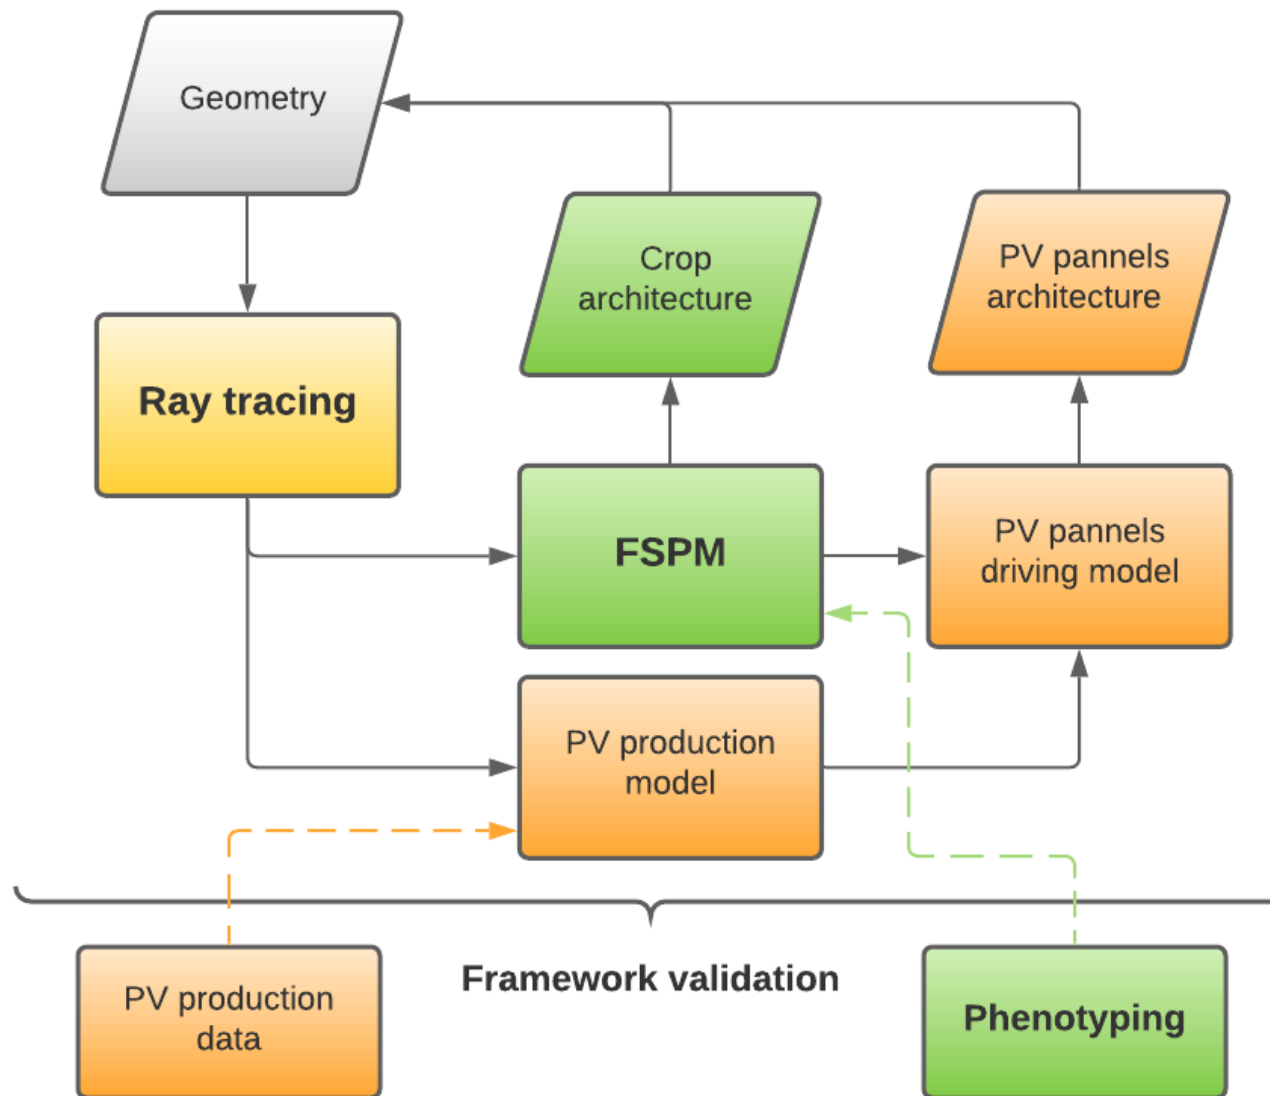 Geometry
Crop
architecture
PV pannels
architecture
Ray tracing
FSPM
PV pannels
driving model
PV production
model
PV production
data
Framework validation
Phenotyping